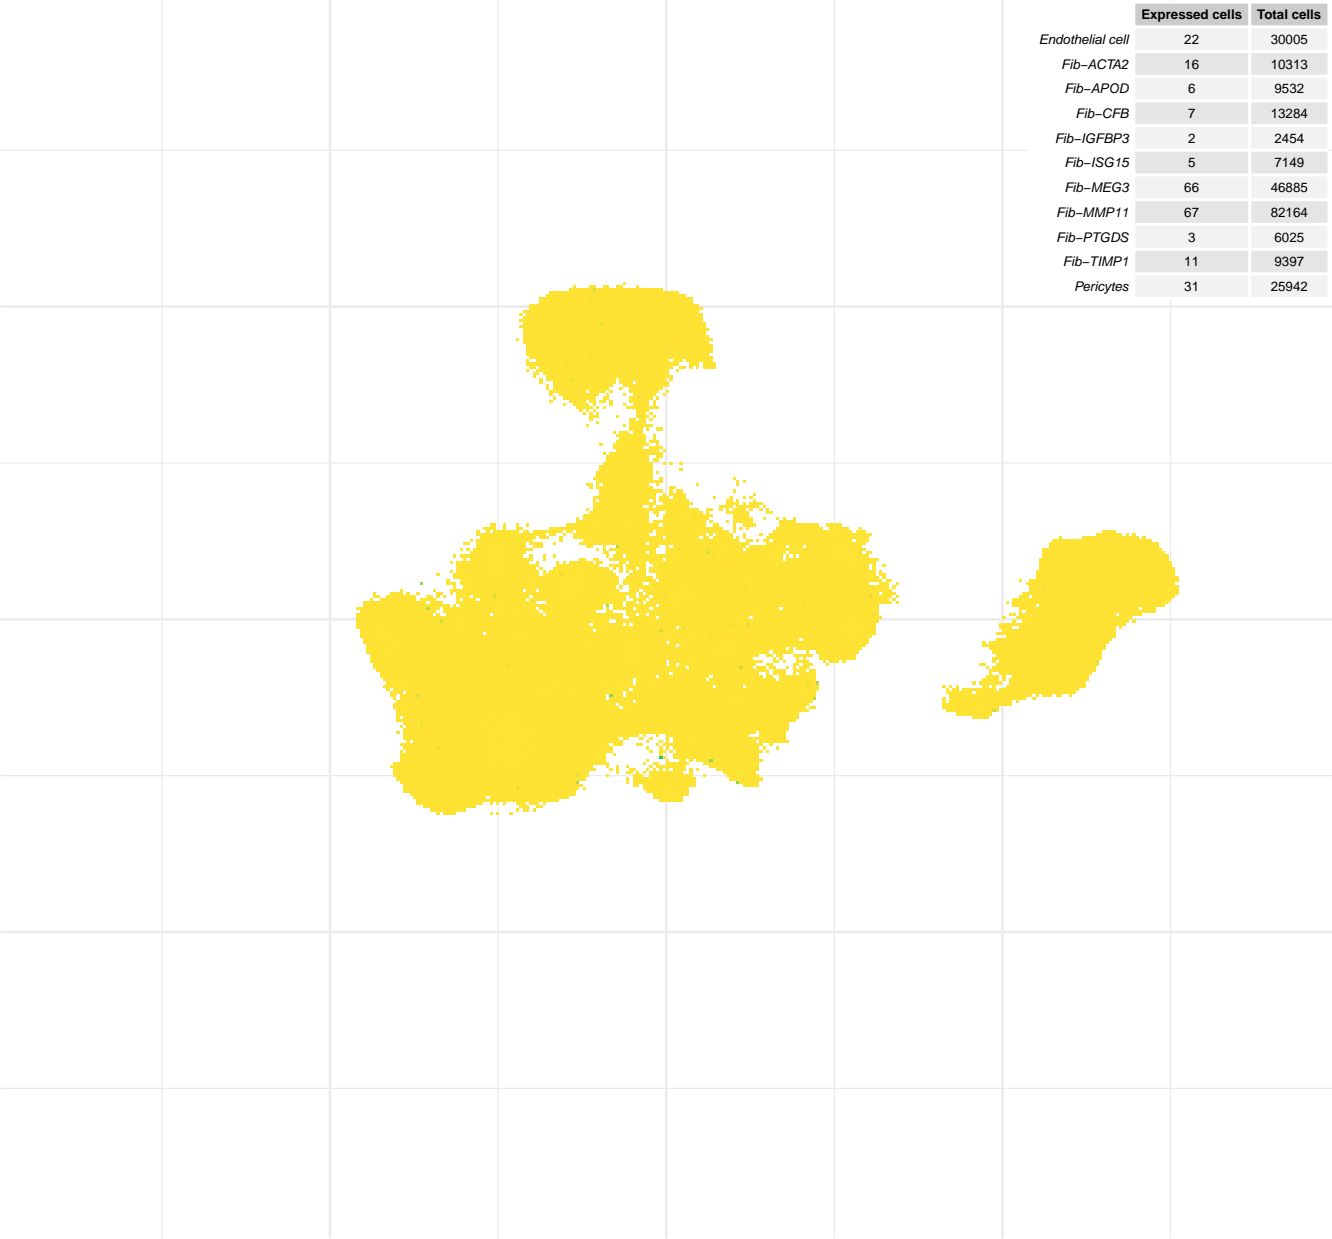 Expressed cells Total cells
Endothelial cell 22 30005
Fib−ACTA2 16 10313
Fib−APOD 6 9532
Fib−CFB 7 13284
Fib−IGFBP3 2 2454
Fib−ISG15 5 7149
Fib−MEG3 66 46885
Fib−MMP11 67 82164
Fib−PTGDS 3 6025
Fib−TIMP1 11 9397
Pericytes 31 25942